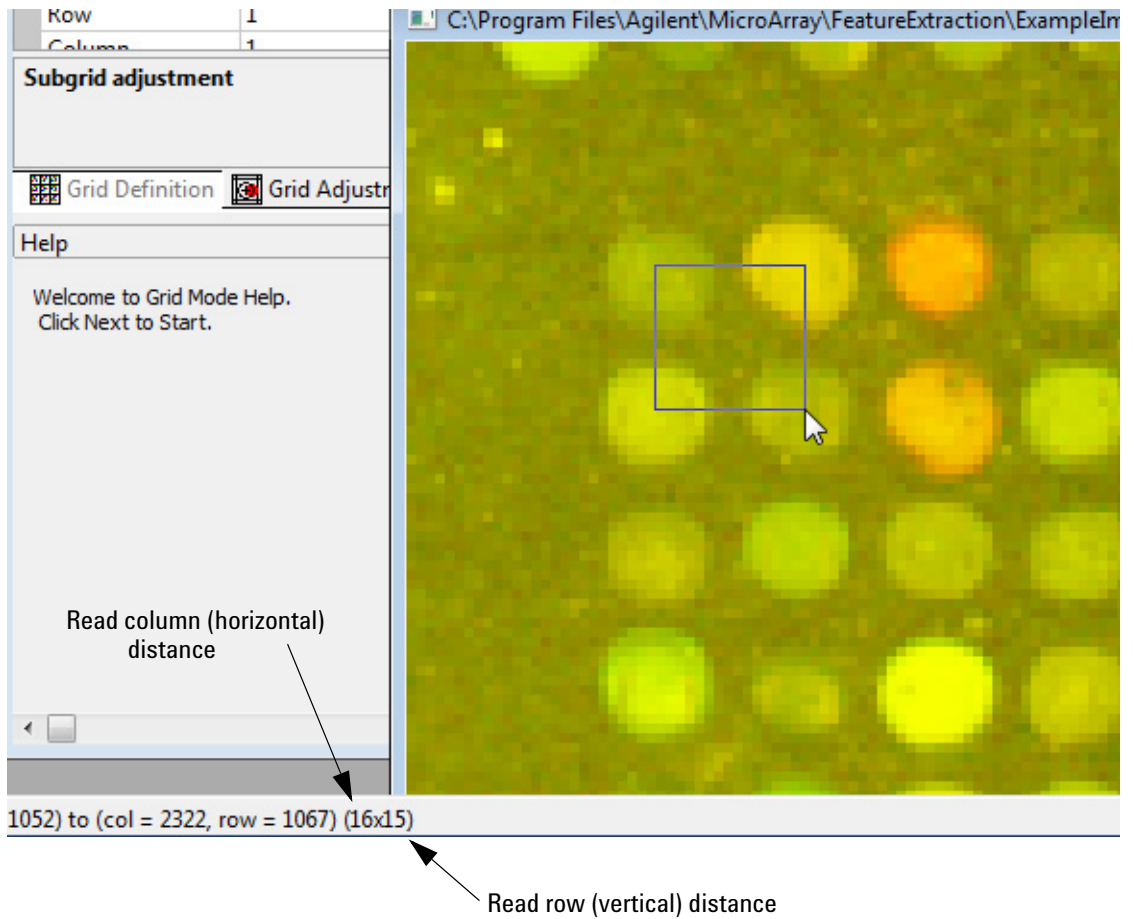 Row 1
Column 1
C:\Program Files\Agilent\MicroArray\FeatureExtraction\ExampleIm
Subgrid adjustment
Grid Definition Grid Adjustr
Help
Welcome to Grid Mode Help.
Click Next to Start.
Read column (horizontal)
distance
1052) to (col = 2322, row = 1067) (16x15)
Read row (vertical) distance